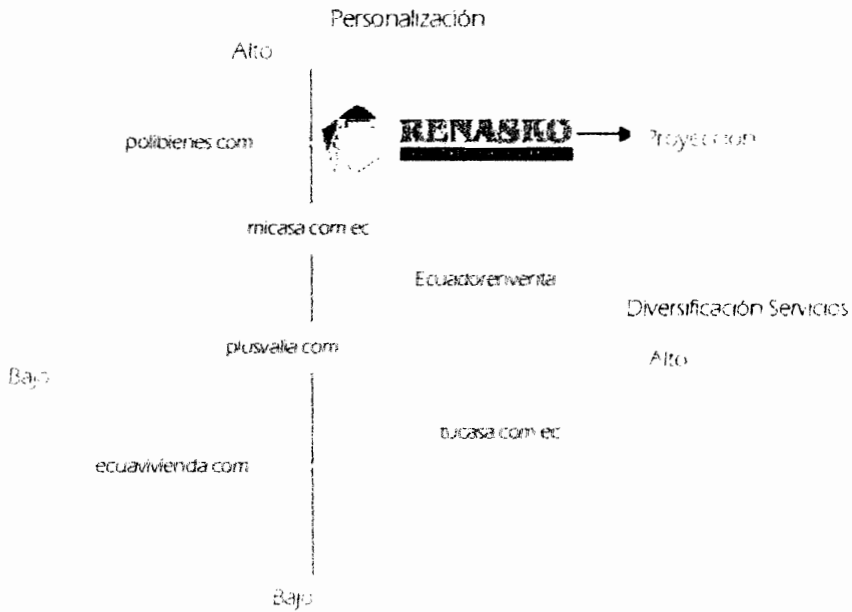 Personalización
Alto
polibienes com
RENASKO
Proyección
micasa com ec
Ecuadorenventa
Diversificación Servicios
plusvalia com
Alto
Bajo
tucasa com ec
ecuavivienda com
Bajo